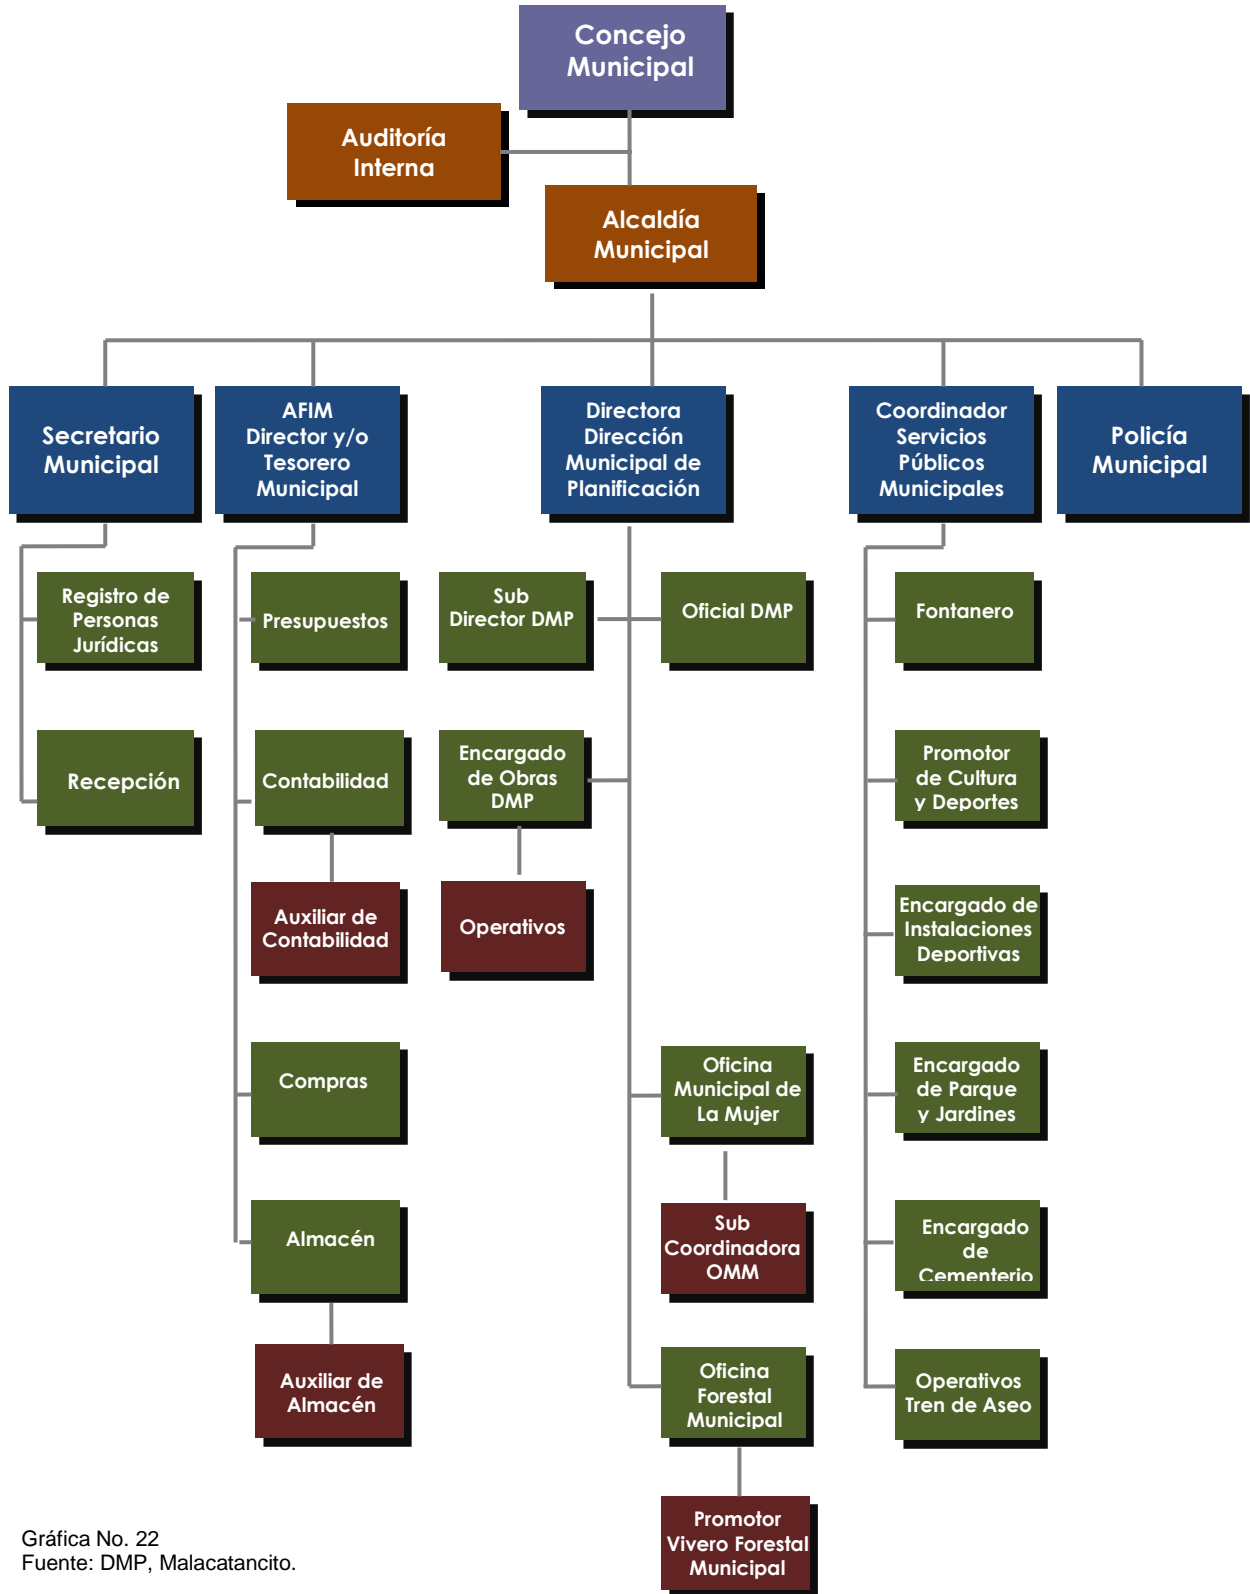 Concejo
Municipal
Auditoría
Interna
Alcaldía
Municipal
Secretario
Municipal
AFIM
Director y/o
Tesorero
Municipal
Directora
Dirección
Municipal de
Planificación
Coordinador
Servicios
Públicos
Municipales
Policía
Municipal
Registro de
Personas
Jurídicas
Presupuestos
Sub
Director DMP
Oficial DMP
Fontanero
Recepción
Contabilidad
Encargado
de Obras
DMP
Promotor
de Cultura
y Deportes
Auxiliar de
Contabilidad
Operativos
Encargado de
Instalaciones
Deportivas
Compras
Oficina
Municipal de
La Mujer
Encargado
de Parque
y Jardines
Almacén
Sub
Coordinadora
OMM
Encargado
de
Cementerio
Auxiliar de
Almacén
Oficina
Forestal
Municipal
Operativos
Tren de Aseo
Promotor
Vivero Forestal
Municipal
Gráfica No. 22
Fuente: DMP, Malacatancito.